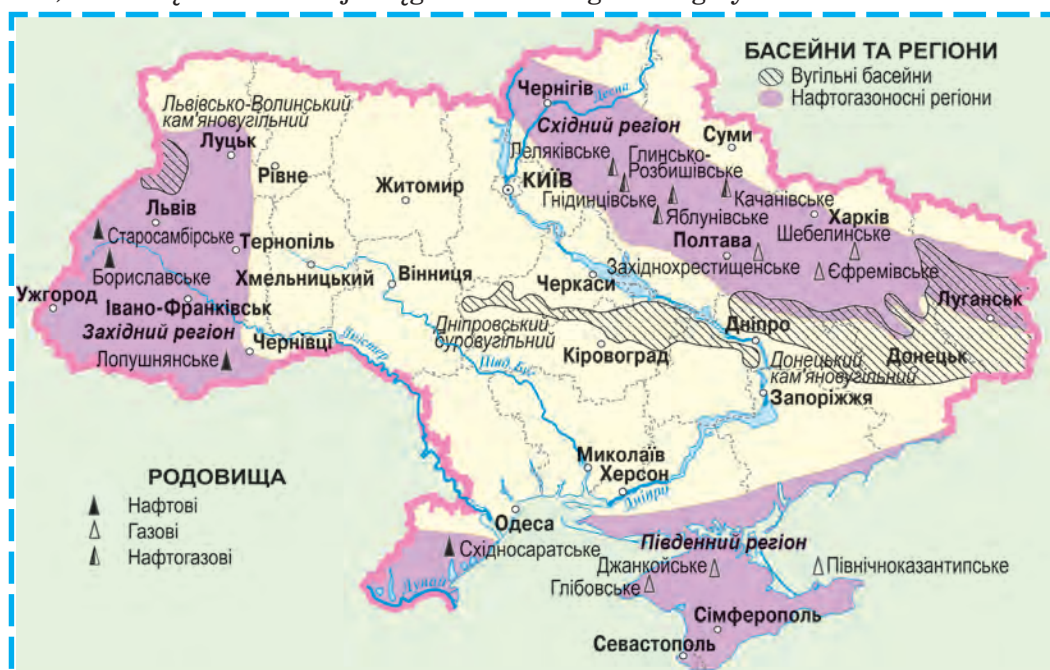 БАСЕЙНИ ТА РЕГІОНИ
Вугільні басейни
Нафтогазоносні регіони
Львівсько-Волинський
кам'яновугільний
Луцьк
Рівне
Житомир
КИЇВ
Чернігів
Десна
Східний регіон
Суми
Леляківське
Глинсько-
Розбишівське
Гнідинцівське
Качанівське
Яблунівське
Харків
Полтава
Шебелинське
Західнохрестищенське
Єфремівське
Львів
Старосамбірське
Тернопіль
Бориславське
Хмельницький
Вінниця
Черкаси
Луганськ
Ужгород
Івано-Франківськ
Західний регіон
Чернівці
Лопушнянське
Дністер
Дніпровський
буровугільний
Півд. Буг
Кіровоград
Дніпро
Донецьк
Донецький
кам'яновугільний
Запоріжжя
РОДОВИЩА
Нафтові
Газові
Нафтогазові
Миколаїв
Херсон
Дніпро
Одеса
Східносаратське
Дунай
Південний регіон
Джанкойське
Глібовське
Північноказантипське
Сімферополь
Севастополь